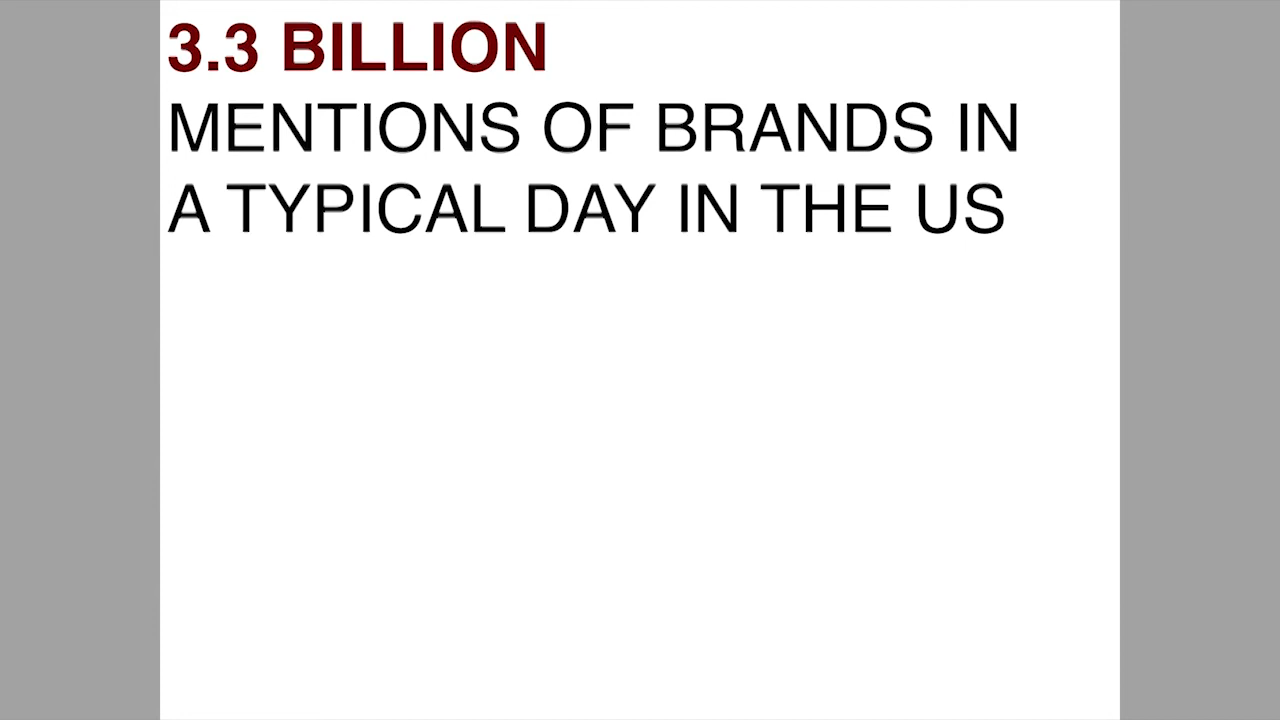 3.3 BILLION
MENTIONS OF BRANDS IN
A TYPICAL DAY IN THE US